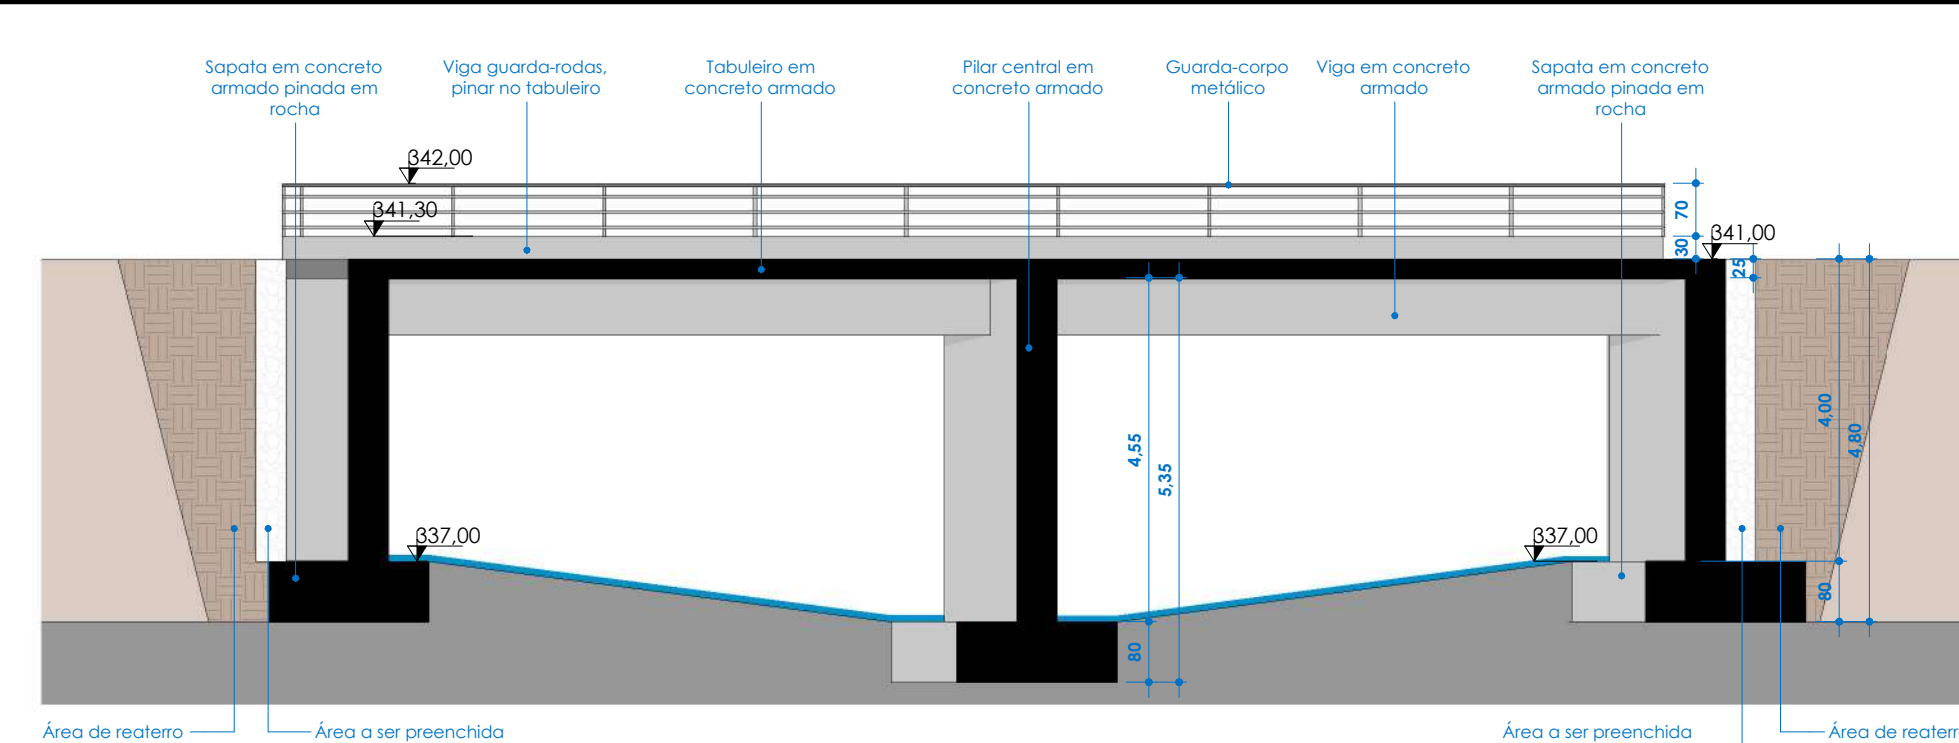 Sapata em concreto
armado pinada em
rocha
Viga guarda-rodas,
pinar no tabuleiro
Tabuleiro em
concreto armado
Pilar central em
concreto armado
Guarda-corpo
metálico
Viga em concreto
armado
Sapata em concreto
armado pinada em
rocha
342,00
341,30
70
30
341,00
25
4,55
5,35
4,00
4,80
337,00
337,00
80
80
Área de reaterro
Área a ser preenchida
Área a ser preenchida
Área de reaterr